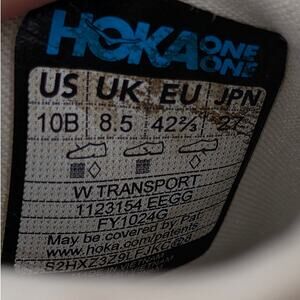 HOKA ONE ONE
US UK EU JPN
10B 8.5 42⅔
W TRANSPORT
1123154 EEGG
FY1024G
May be covered by Pat.
www.hoka.com/patents